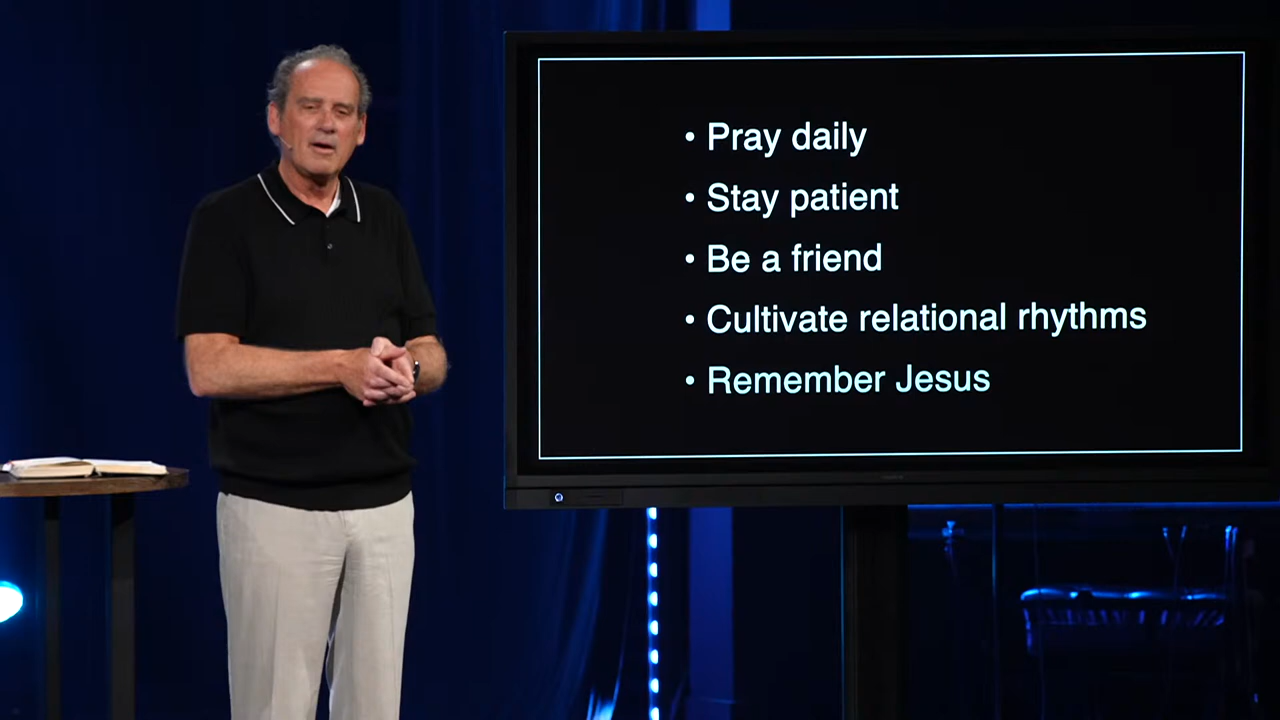 • Pray daily
• Stay patient
• Be a friend
• Cultivate relational rhythms
• Remember Jesus